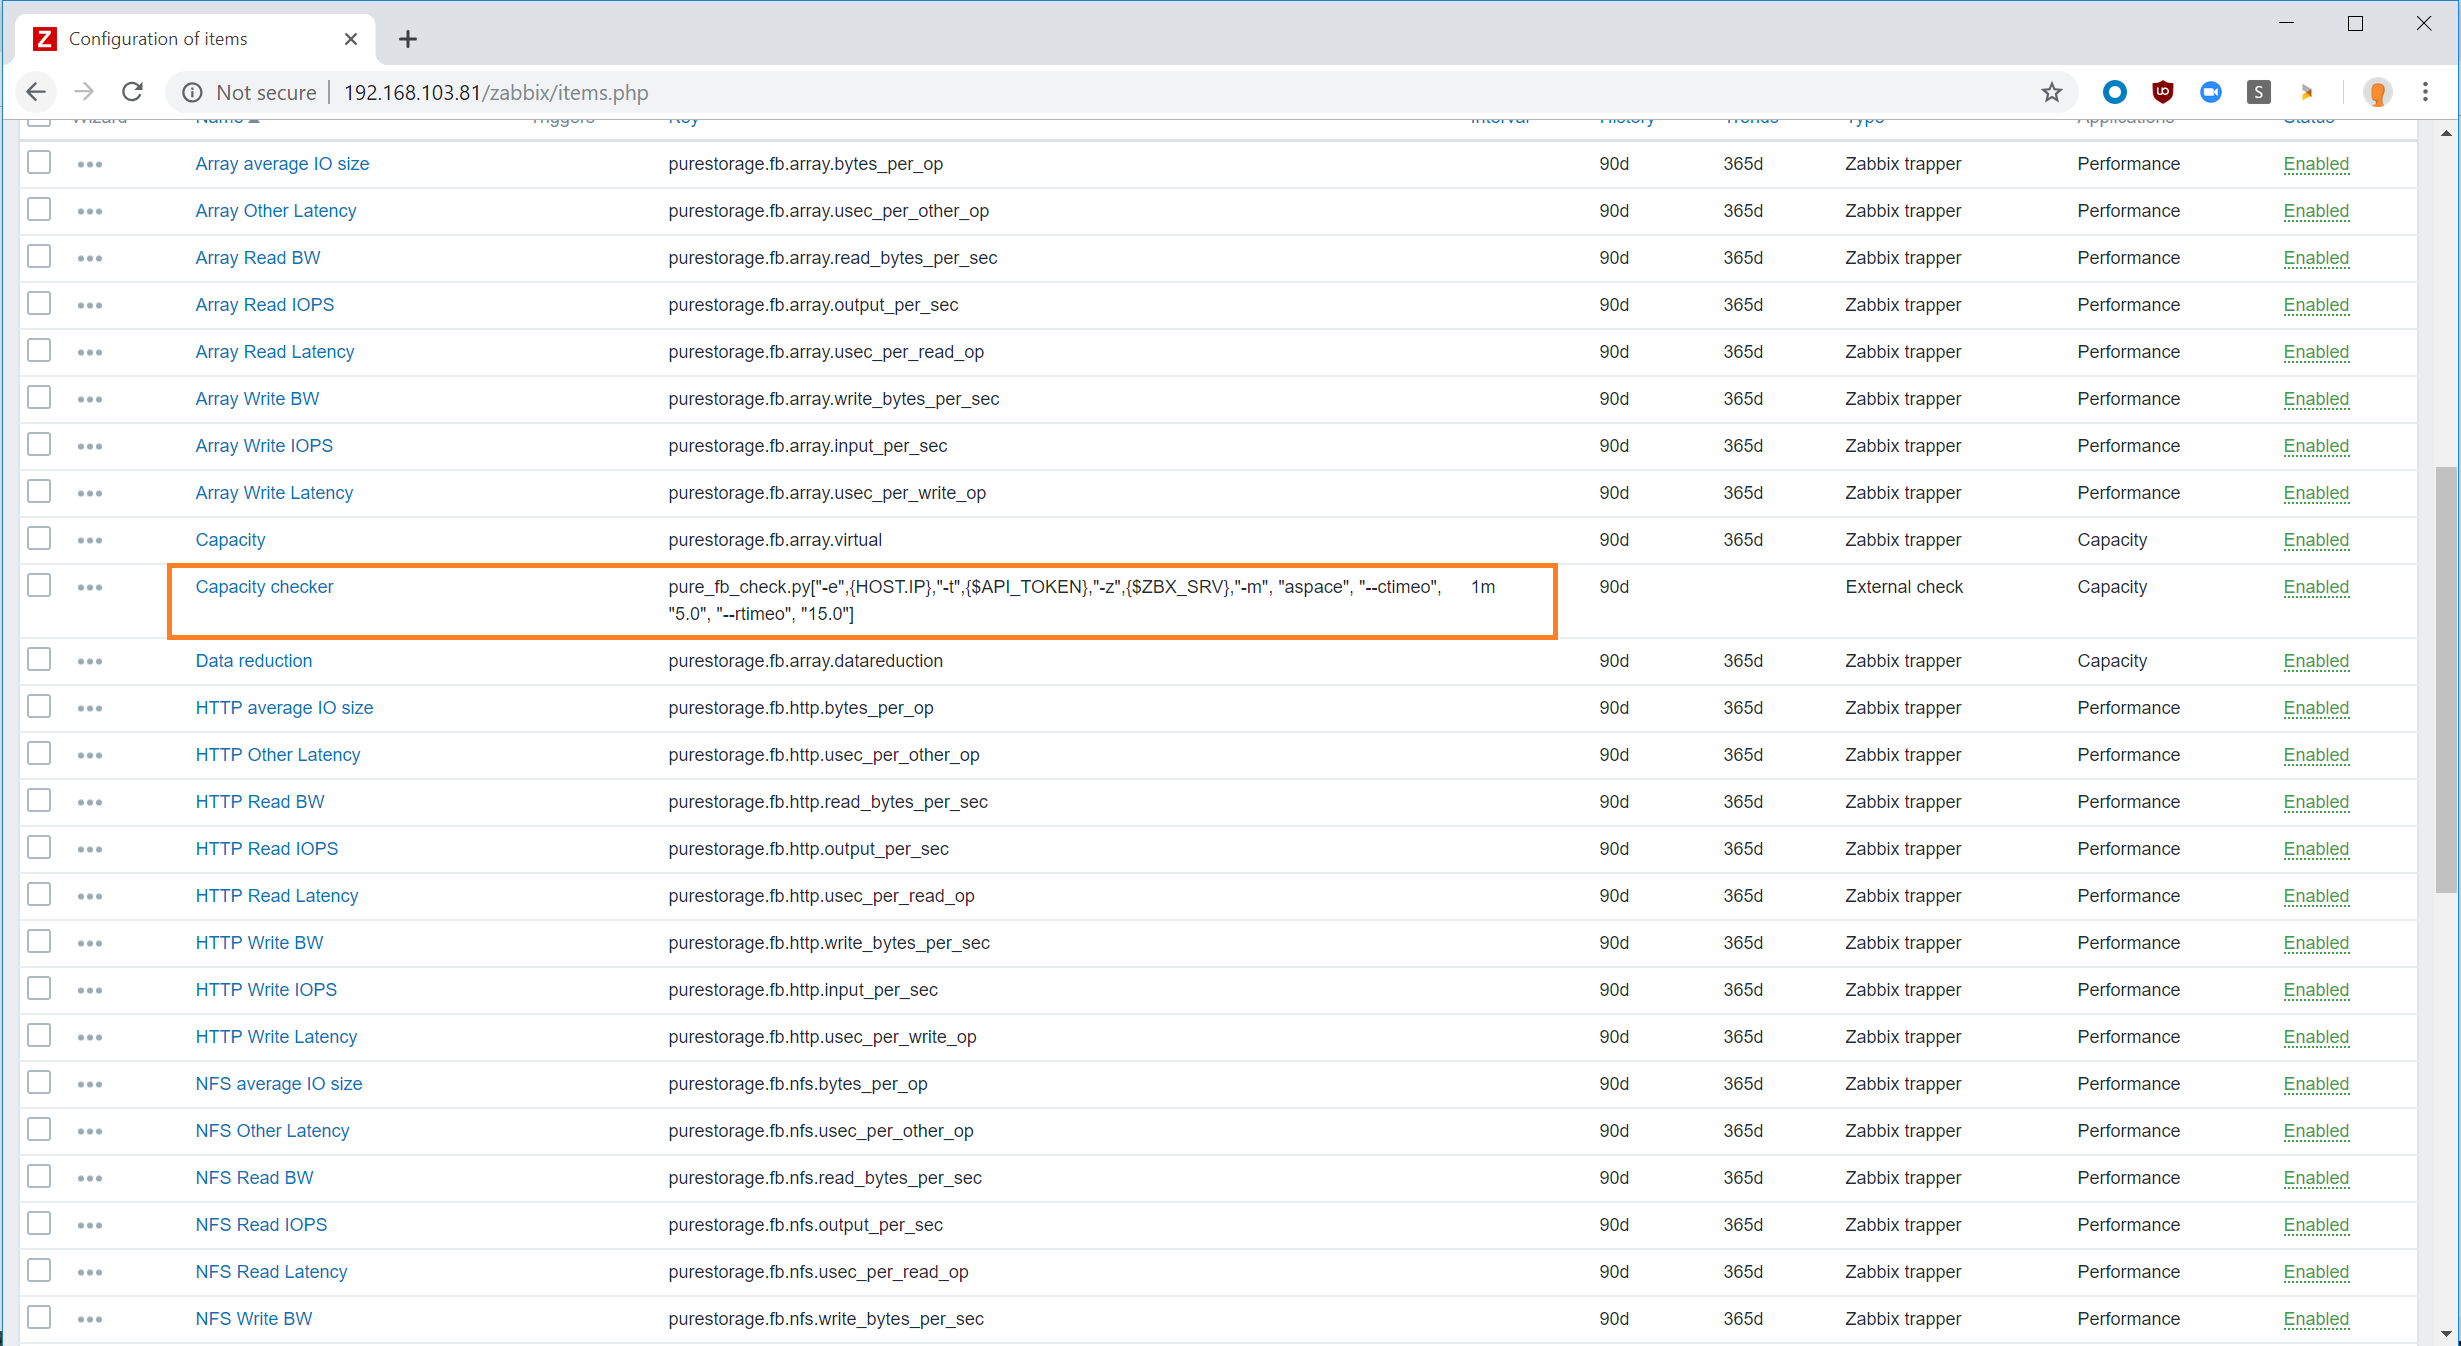 Z Configuration of items
Not secure 192.168.103.81/zabbix/items.php
S
Wizard Name Triggers Key Interval History Trends Type Applications Status
Array average IO size purestorage.fb.array.bytes_per_op 90d 365d Zabbix trapper Performance Enabled
Array Other Latency purestorage.fb.array.usec_per_other_op 90d 365d Zabbix trapper Performance Enabled
Array Read BW purestorage.fb.array.read_bytes_per_sec 90d 365d Zabbix trapper Performance Enabled
Array Read IOPS purestorage.fb.array.output_per_sec 90d 365d Zabbix trapper Performance Enabled
Array Read Latency purestorage.fb.array.usec_per_read_op 90d 365d Zabbix trapper Performance Enabled
Array Write BW purestorage.fb.array.write_bytes_per_sec 90d 365d Zabbix trapper Performance Enabled
Array Write IOPS purestorage.fb.array.input_per_sec 90d 365d Zabbix trapper Performance Enabled
Array Write Latency purestorage.fb.array.usec_per_write_op 90d 365d Zabbix trapper Performance Enabled
Capacity purestorage.fb.array.virtual 90d 365d Zabbix trapper Capacity Enabled
Capacity checker pure_fb_check.py["-e",{HOST.IP},"-t",{$API_TOKEN},"-z",{$ZBX_SRV},"-m", "aspace", "--ctimeo", 1m 90d External check Capacity Enabled
"5.0", "--rtimeo", "15.0"]
Data reduction purestorage.fb.array.datareduction 90d 365d Zabbix trapper Capacity Enabled
HTTP average IO size purestorage.fb.http.bytes_per_op 90d 365d Zabbix trapper Performance Enabled
HTTP Other Latency purestorage.fb.http.usec_per_other_op 90d 365d Zabbix trapper Performance Enabled
HTTP Read BW purestorage.fb.http.read_bytes_per_sec 90d 365d Zabbix trapper Performance Enabled
HTTP Read IOPS purestorage.fb.http.output_per_sec 90d 365d Zabbix trapper Performance Enabled
HTTP Read Latency purestorage.fb.http.usec_per_read_op 90d 365d Zabbix trapper Performance Enabled
HTTP Write BW purestorage.fb.http.write_bytes_per_sec 90d 365d Zabbix trapper Performance Enabled
HTTP Write IOPS purestorage.fb.http.input_per_sec 90d 365d Zabbix trapper Performance Enabled
HTTP Write Latency purestorage.fb.http.usec_per_write_op 90d 365d Zabbix trapper Performance Enabled
NFS average IO size purestorage.fb.nfs.bytes_per_op 90d 365d Zabbix trapper Performance Enabled
NFS Other Latency purestorage.fb.nfs.usec_per_other_op 90d 365d Zabbix trapper Performance Enabled
NFS Read BW purestorage.fb.nfs.read_bytes_per_sec 90d 365d Zabbix trapper Performance Enabled
NFS Read IOPS purestorage.fb.nfs.output_per_sec 90d 365d Zabbix trapper Performance Enabled
NFS Read Latency purestorage.fb.nfs.usec_per_read_op 90d 365d Zabbix trapper Performance Enabled
NFS Write BW purestorage.fb.nfs.write_bytes_per_sec 90d 365d Zabbix trapper Performance Enabled